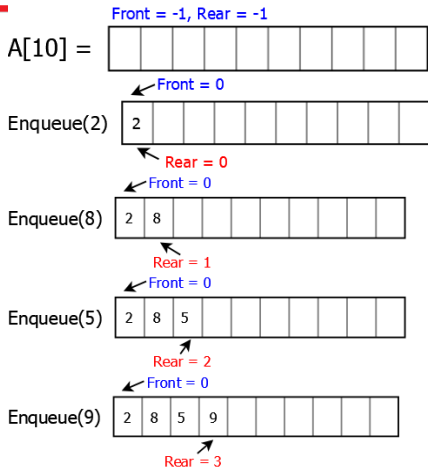 Front = -1, Rear = -1
A[10] =
Front = 0
Enqueue(2) 2
Rear = 0
Front = 0
Enqueue(8) 2 8
Rear = 1
Front = 0
Enqueue(5) 2 8 5
Rear = 2
Front = 0
Enqueue(9) 2 8 5 9
Rear = 3